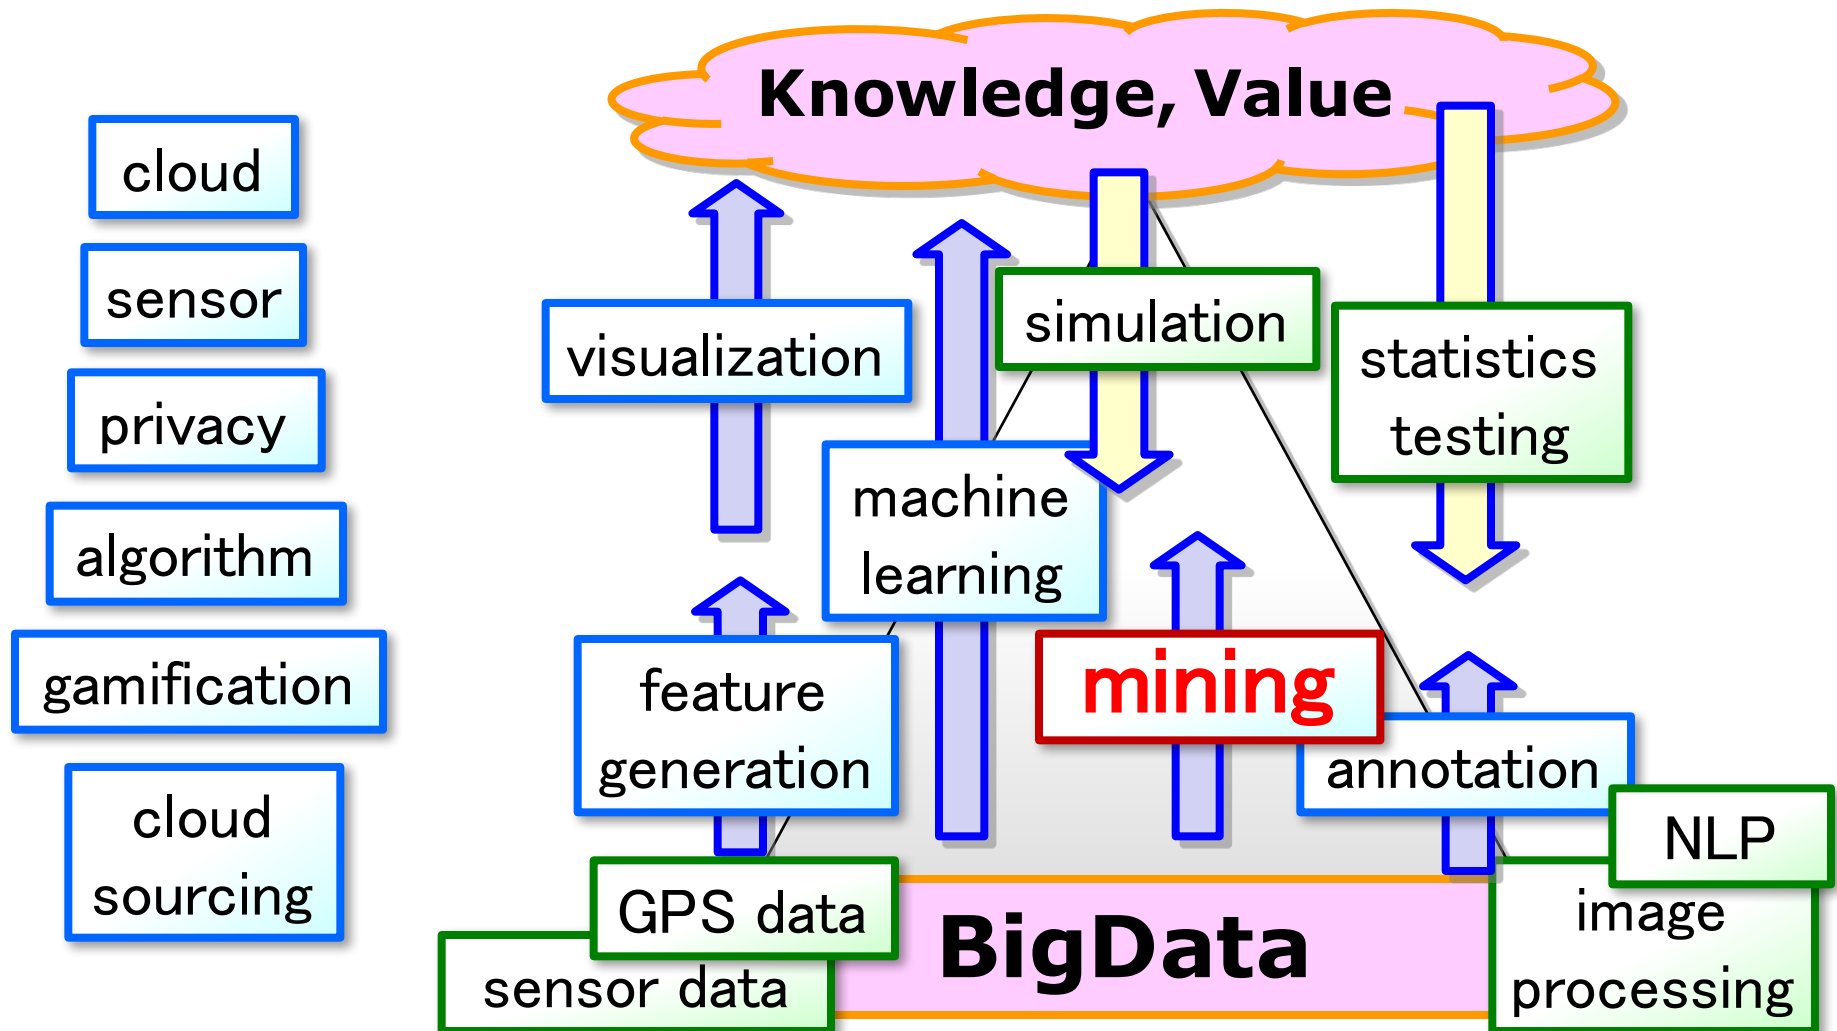 Knowledge, Value
cloud
sensor
privacy
algorithm
gamification
cloud
sourcing
visualization
simulation
statistics
testing
machine
learning
feature
generation
mining
annotation
NLP
image
processing
GPS data
sensor data
BigData